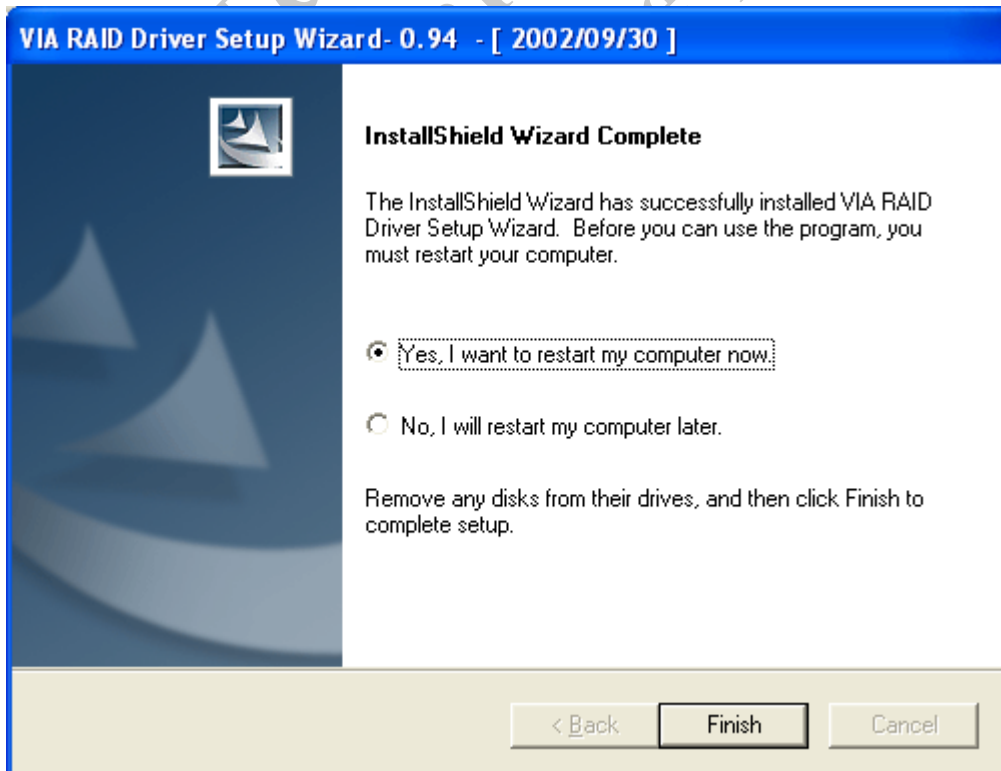 VIA RAID Driver Setup Wizard- 0.94 - [ 2002/09/30 ]
InstallShield Wizard Complete
The InstallShield Wizard has successfully installed VIA RAID
Driver Setup Wizard. Before you can use the program, you
must restart your computer.
Yes, I want to restart my computer now.
No, I will restart my computer later.
Remove any disks from their drives, and then click Finish to
complete setup.
< Back
Finish
Cancel